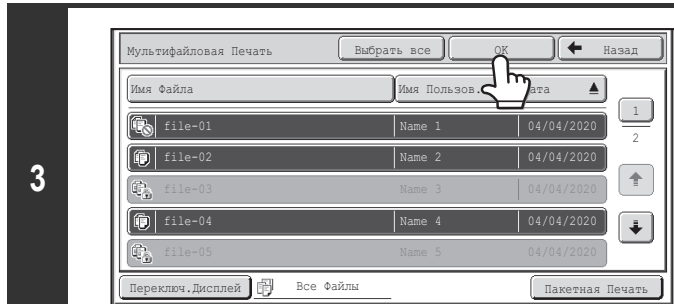 3
Мультифайловая Печать Выбрать все OK Назад
Имя Файла Имя Пользов. ата
file-01 Name 1 04/04/2020
file-02 Name 2 04/04/2020
file-03 Name 3 04/04/2020
file-04 Name 4 04/04/2020
file-05 Name 5 04/04/2020
1
2
Переключ.Дисплей Все Файлы Пакетная Печать